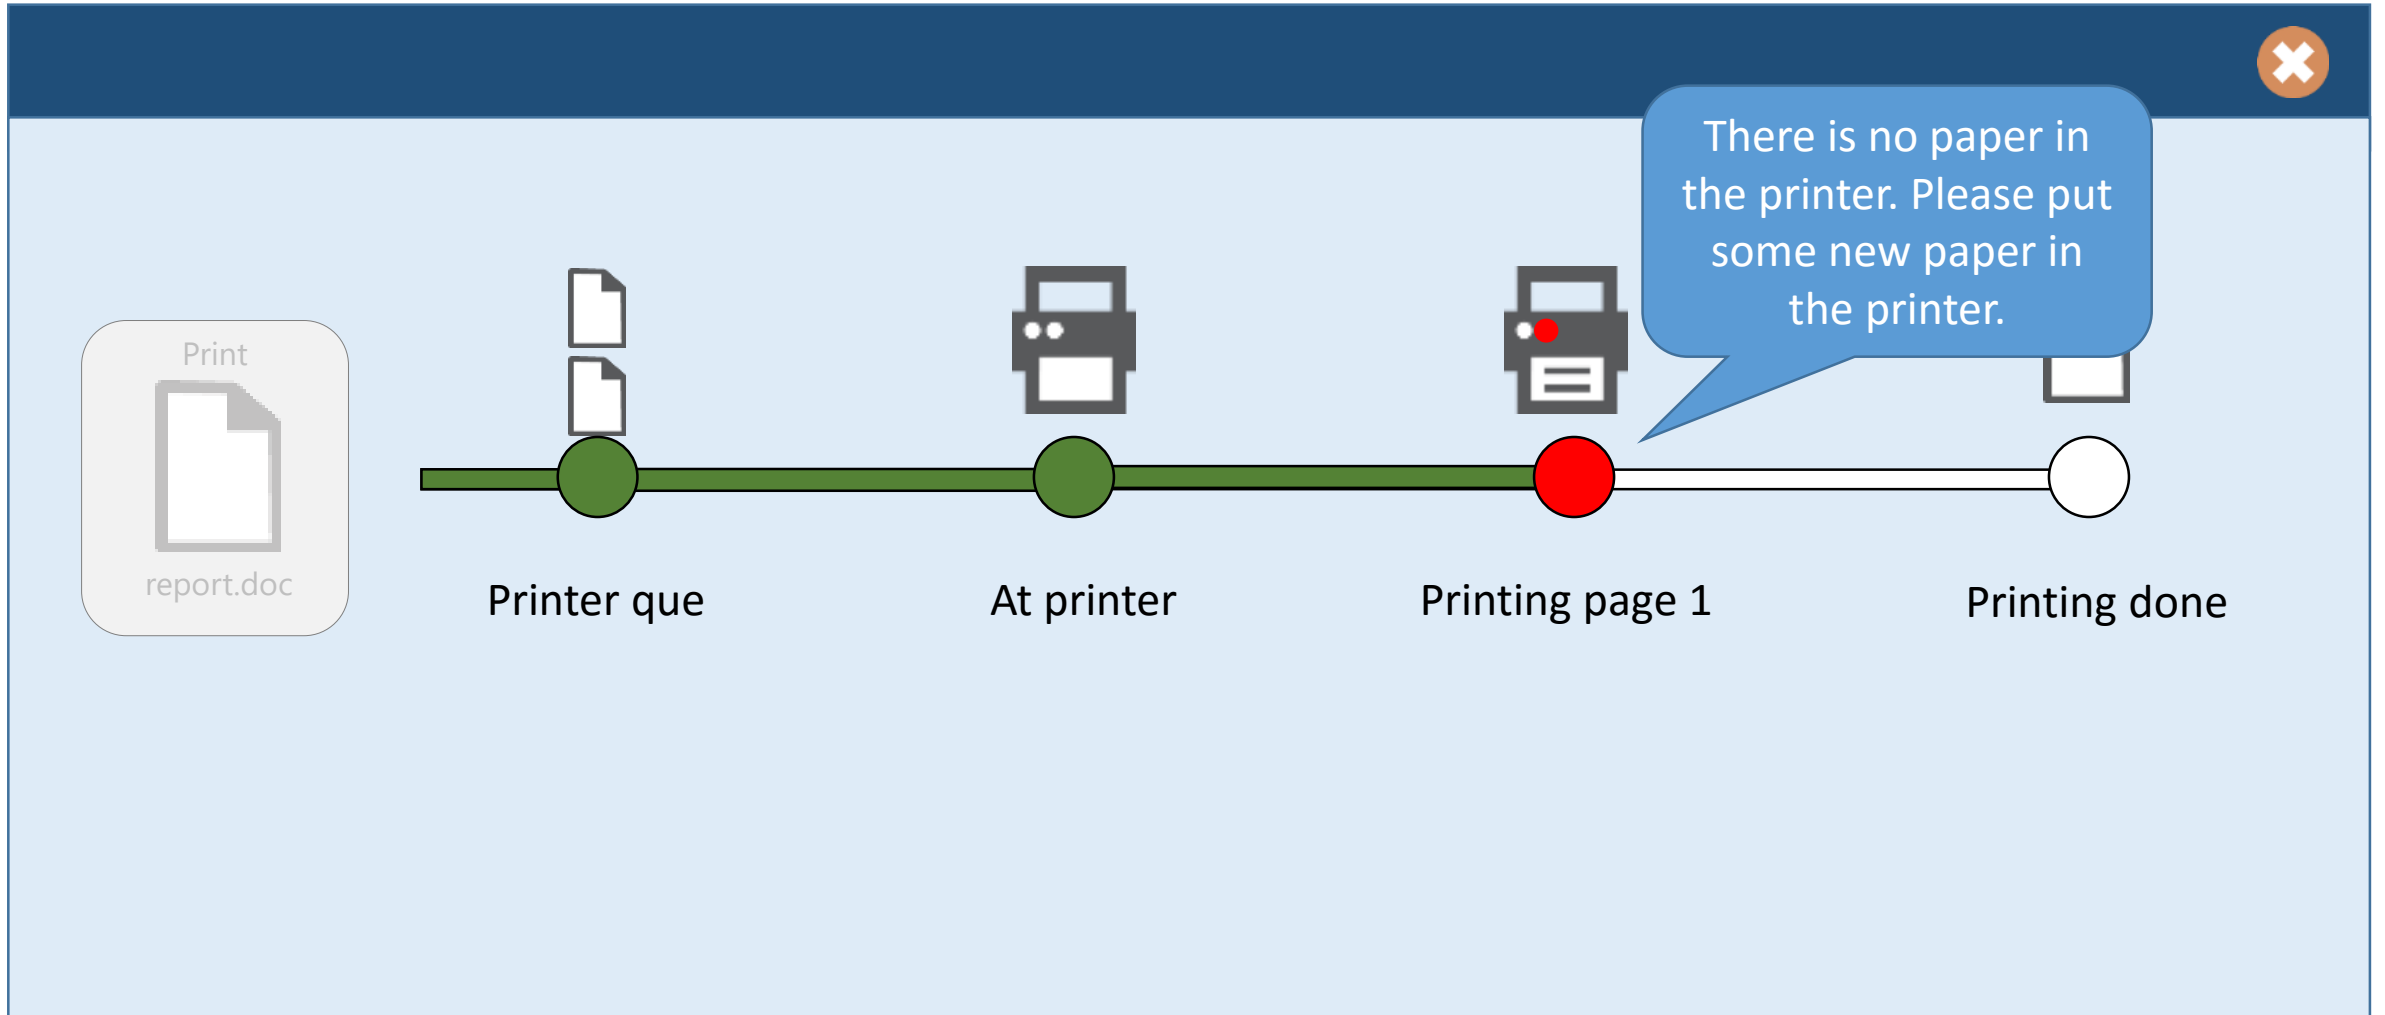 There is no paper in
the printer. Please put
some new paper in
the printer.
Print
report.doc
Printer que
At printer
Printing page 1
Printing done